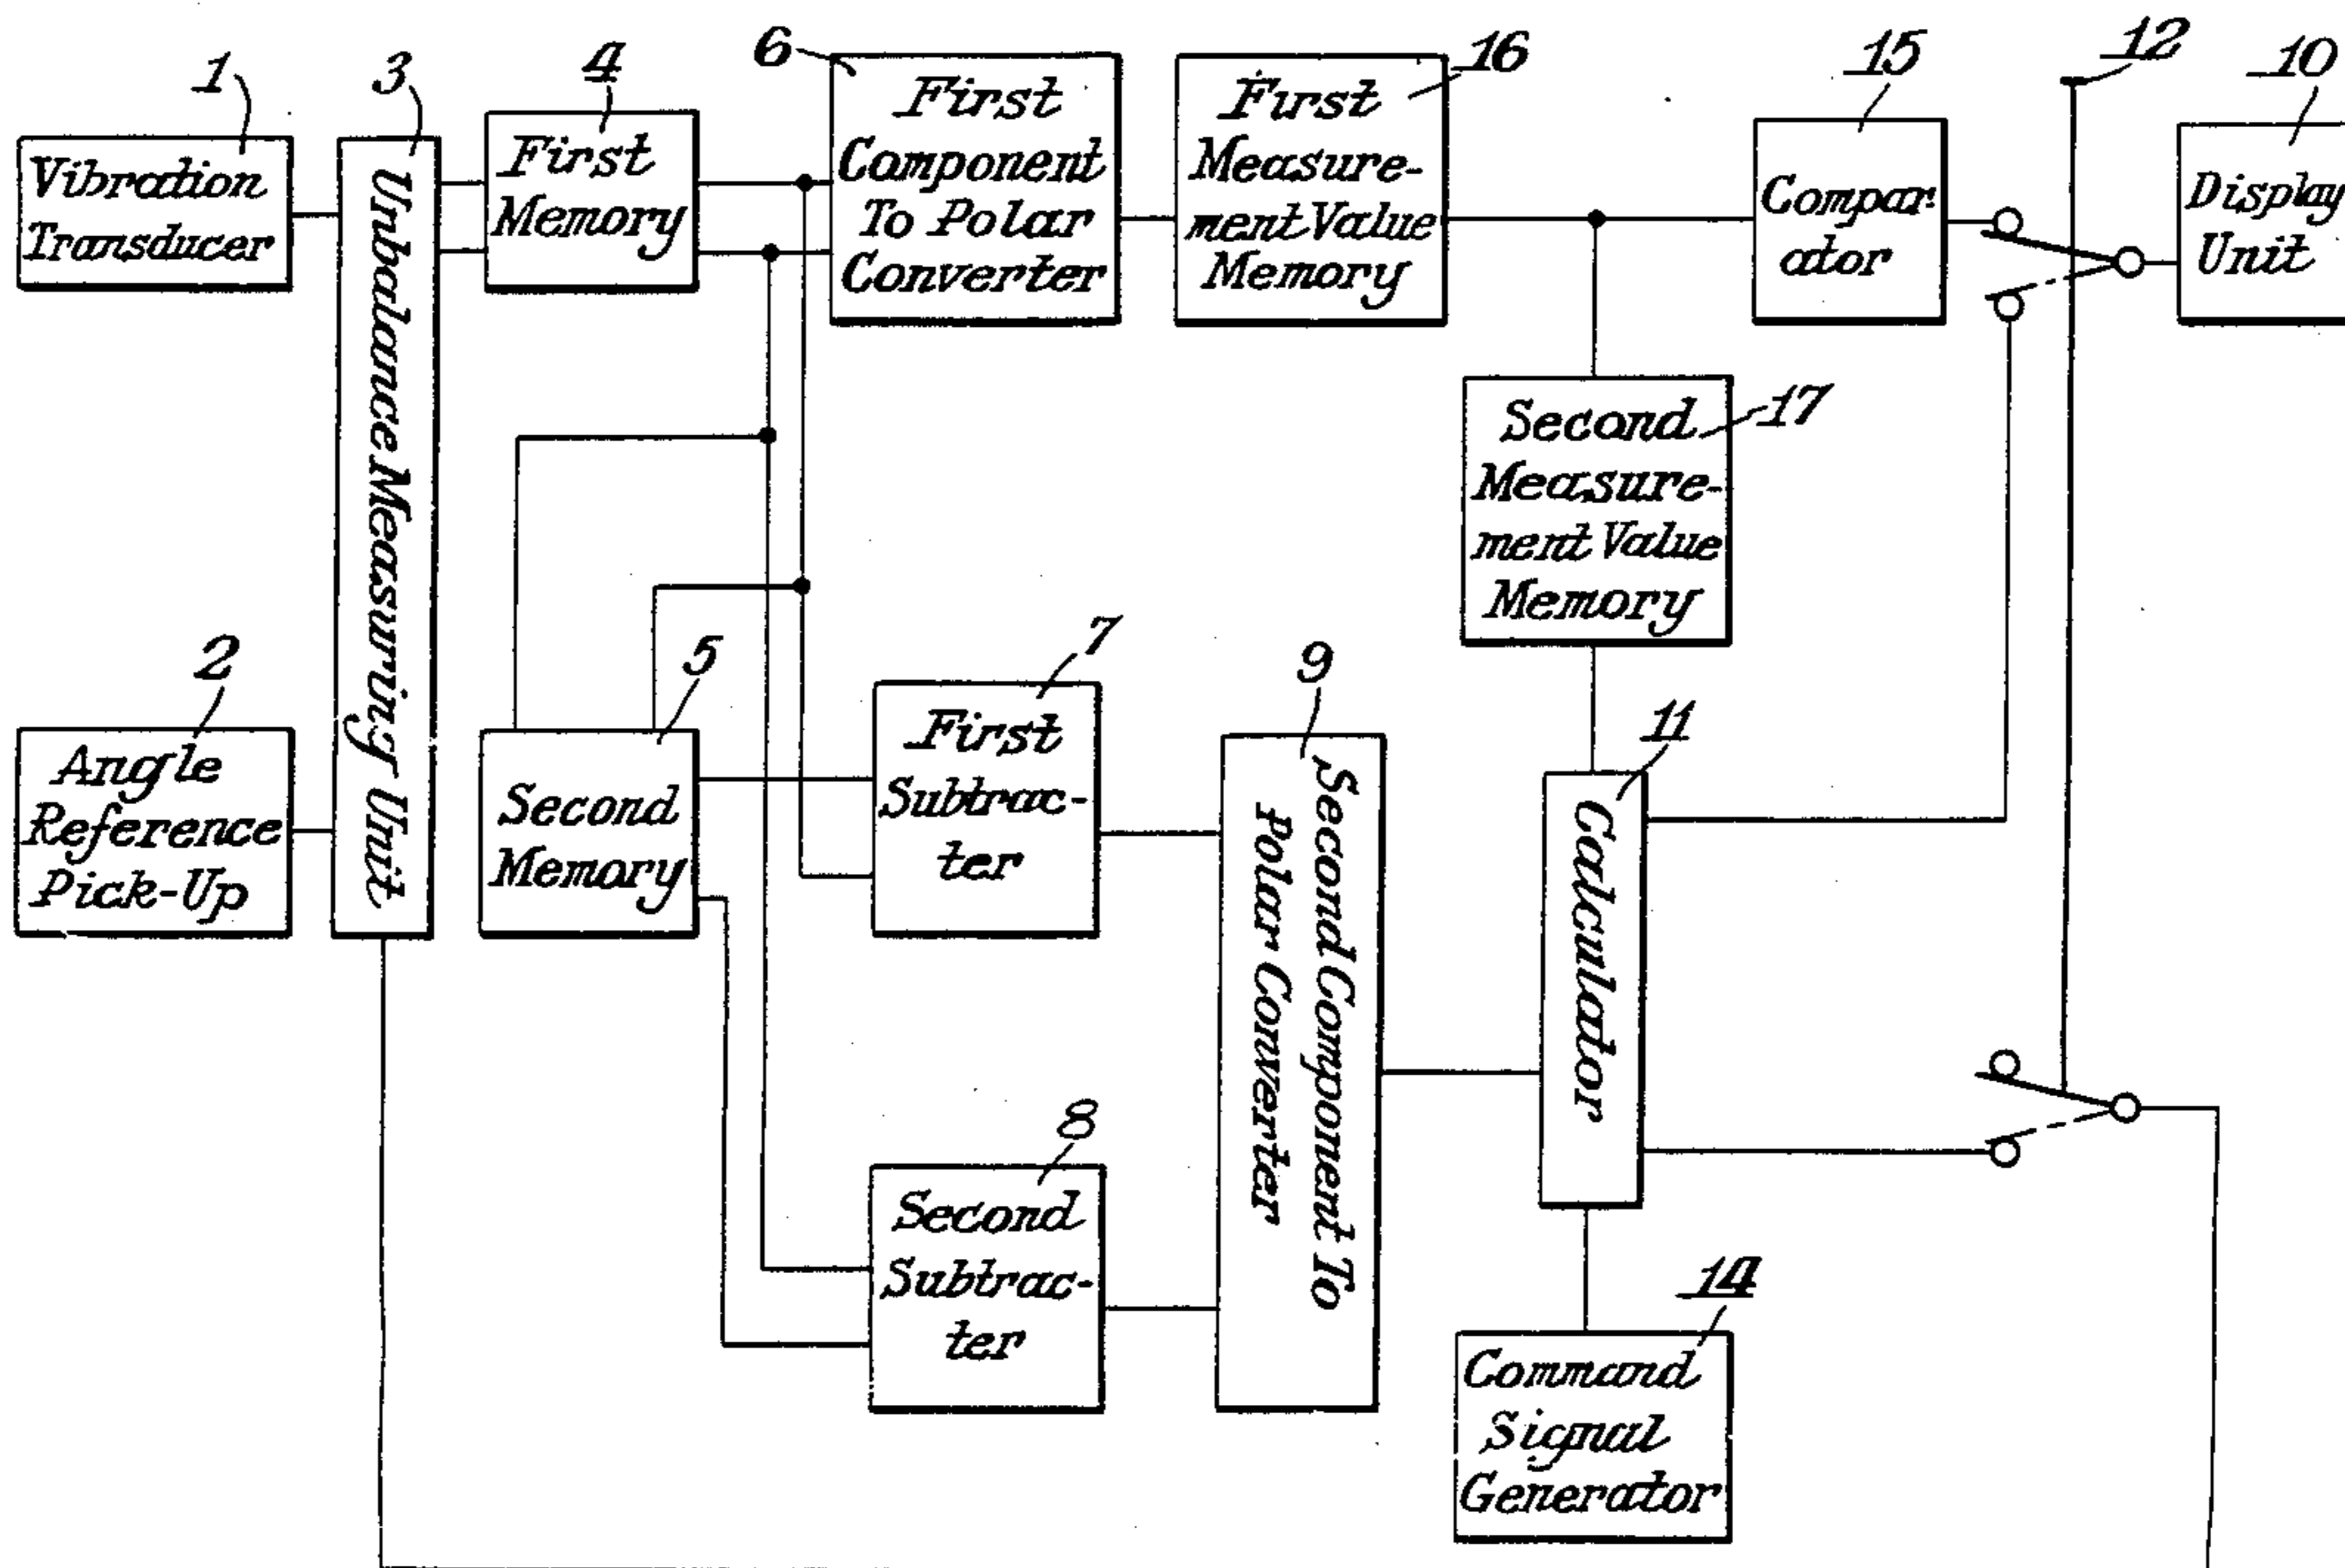 1
Vibration
Transducer
2
Angle
Reference
Pick-Up
3
Unbalance Measuring Unit
4
First
Memory
5
Second
Memory
6
First
Component
To Polar
Converter
16
First
Measure-
ment Value
Memory
15
Compar
ator
12
10
Display
Unit
Second
17
Measure-
ment Value
Memory
7
First
Subtrac-
ter
8
Second
Subtrac-
ter
9
Second Component To
Polar Converter
11
Calculator
14
Command
Signal
Generator